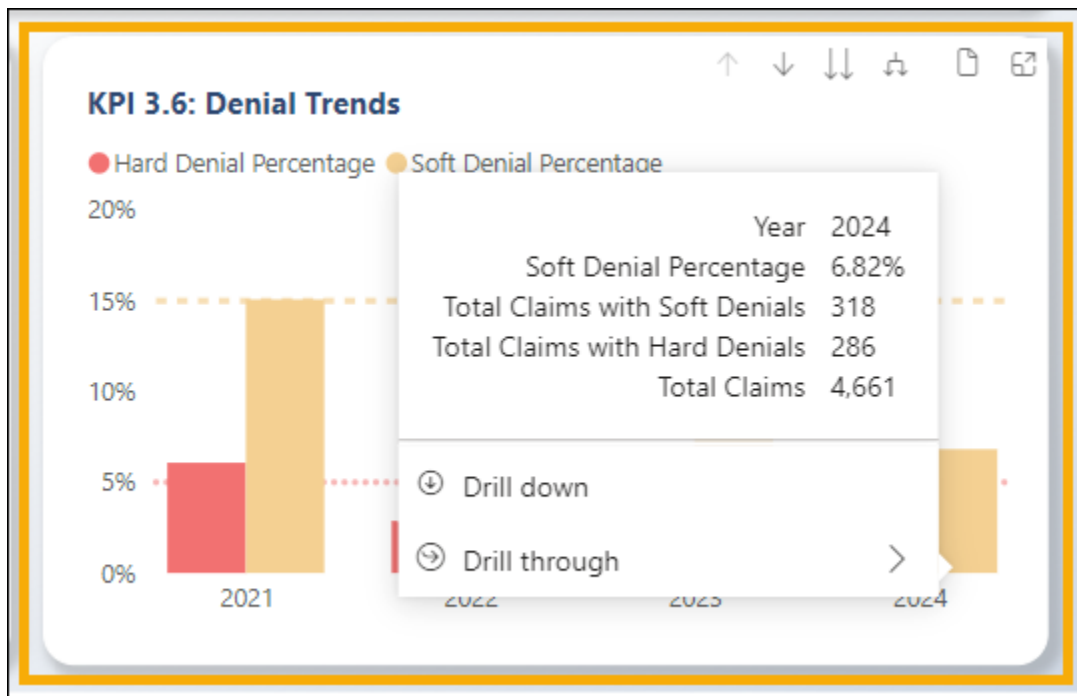 KPI 3.6: Denial Trends
Hard Denial Percentage Soft Denial Percentage
20%
15%
10%
5%
0%
Year 2024
Soft Denial Percentage 6.82%
Total Claims with Soft Denials 318
Total Claims with Hard Denials 286
Total Claims 4,661
Drill down
Drill through
2021 2022 2023 2024